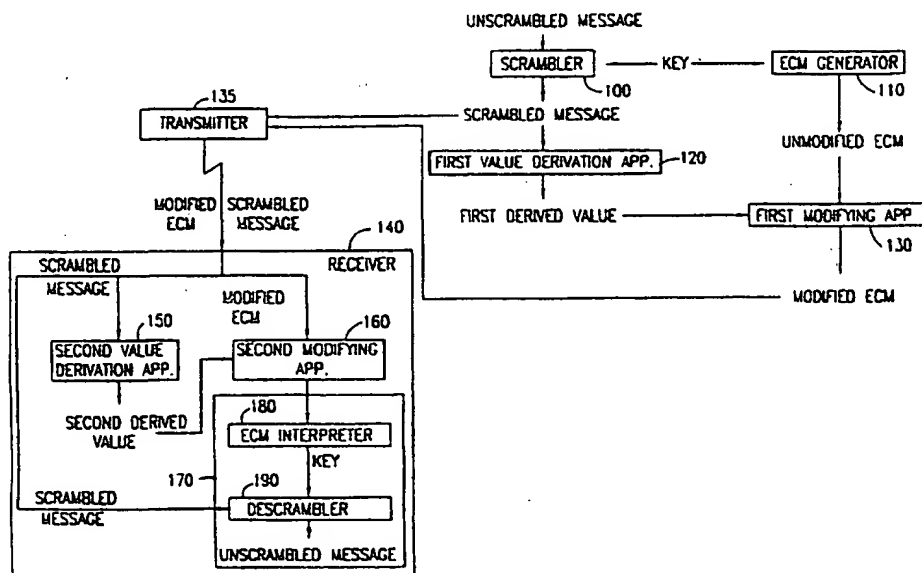 UNSCRAMBLED MESSAGE
SCRAMBLER
KEY
ECM GENERATOR
100
110
135
TRANSMITTER
SCRAMBLED MESSAGE
UNMODIFIED ECM
FIRST VALUE DERIVATION APP.
120
MODIFIED
ECM
SCRAMBLED
MESSAGE
FIRST DERIVED VALUE
FIRST MODIFYING APP
130
140
RECEIVER
MODIFIED ECM
SCRAMBLED
MESSAGE
MODIFIED
ECM
150
160
SECOND VALUE
DERIVATION APP.
SECOND MODIFYING
APP.
SECOND DERIVED
VALUE
180
ECM INTERPRETER
KEY
170
190
SCRAMBLED
MESSAGE
DESCRAMBLER
UNSCRAMBLED MESSAGE